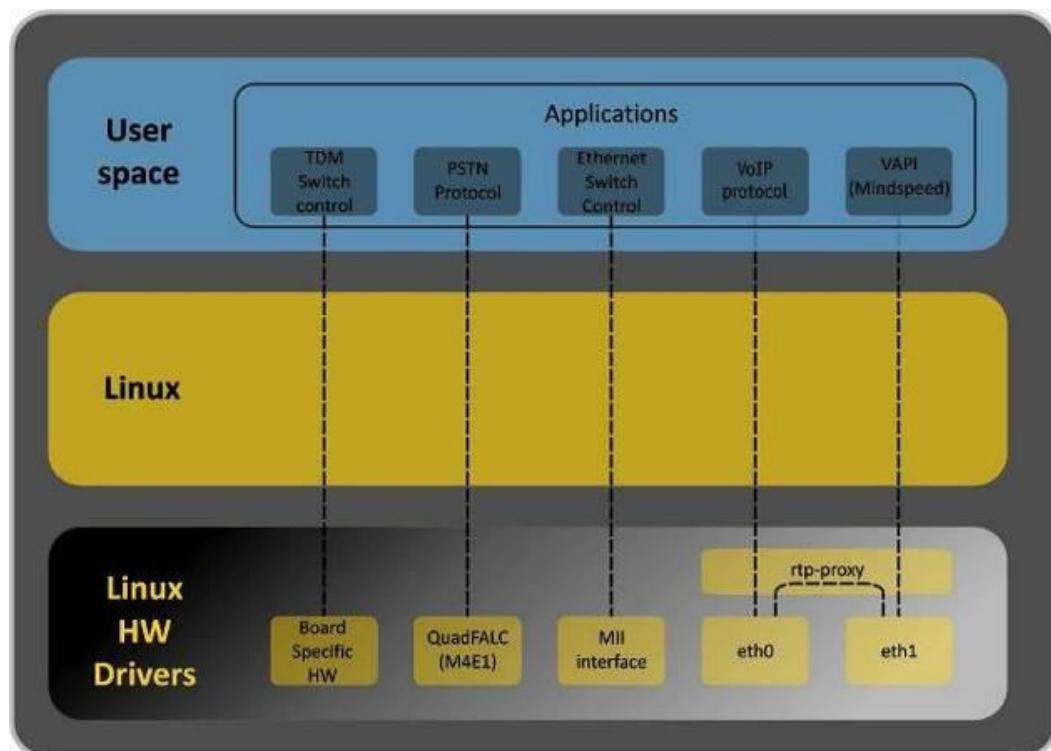 User
space
Applications
TDM
Switch
control
PSTN
Protocol
Ethernet
Switch
Control
VoIP
protocol
VAPI
(Mindspeed)
Linux
Linux
HW
Drivers
rtp-proxy
Board
Specific
HW
QuadFALC
(M4E1)
MII
interface
eth0
eth1